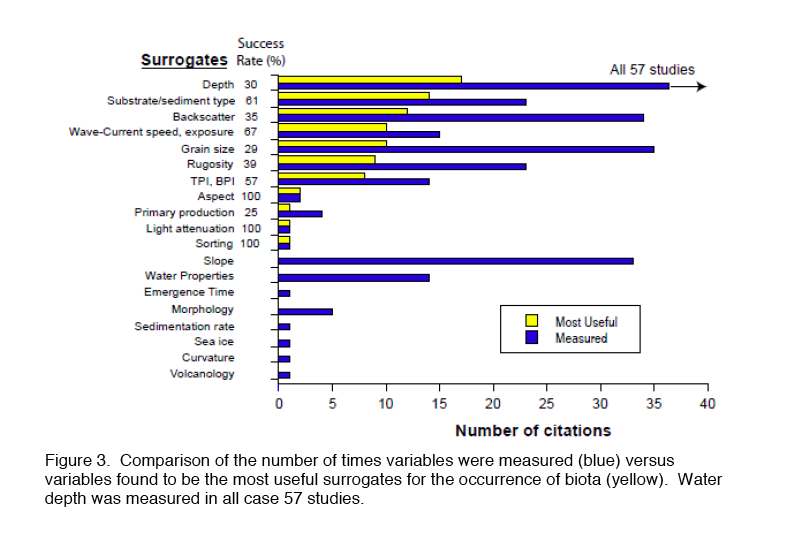 Success
Surrogates Rate (%)
All 57 studies
Depth 30
Substrate/sediment type 61
Backscatter 35
Wave-Current speed, exposure 67
Grain size 29
Rugosity 39
TPI, BPI 57
Aspect 100
Primary production 25
Light attenuation 100
Sorting 100
Slope
Water Properties
Emergence Time
Morphology
Sedimentation rate
Sea ice
Curvature
Volcanology
Most Useful
Measured
0 5 10 15 20 25 30 35 40
Number of citations
Figure 3. Comparison of the number of times variables were measured (blue) versus
variables found to be the most useful surrogates for the occurrence of biota (yellow). Water
depth was measured in all case 57 studies.